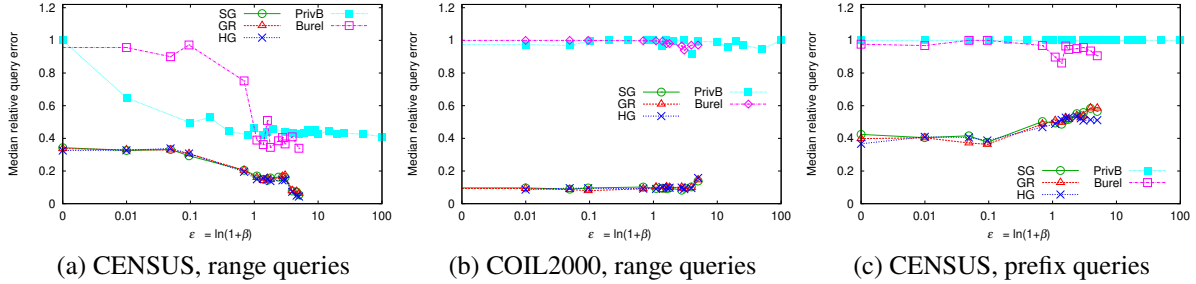 Median relative query error
1.2
1
0.8
0.6
0.4
0.2
0
SG
GR
HG
PrivB
Burel
0 0.01 0.1 1 10 100
ε = ln(1+β)
(a) CENSUS, range queries
Median relative query error
1.2
1
0.8
0.6
0.4
0.2
0
SG
GR
HG
PrivB
Burel
0 0.01 0.1 1 10 100
ε = ln(1+β)
(b) COIL2000, range queries
Median relative query error
1.2
1
0.8
0.6
0.4
0.2
0
SG
GR
HG
PrivB
Burel
0 0.01 0.1 1 10 100
ε = ln(1+β)
(c) CENSUS, prefix queries